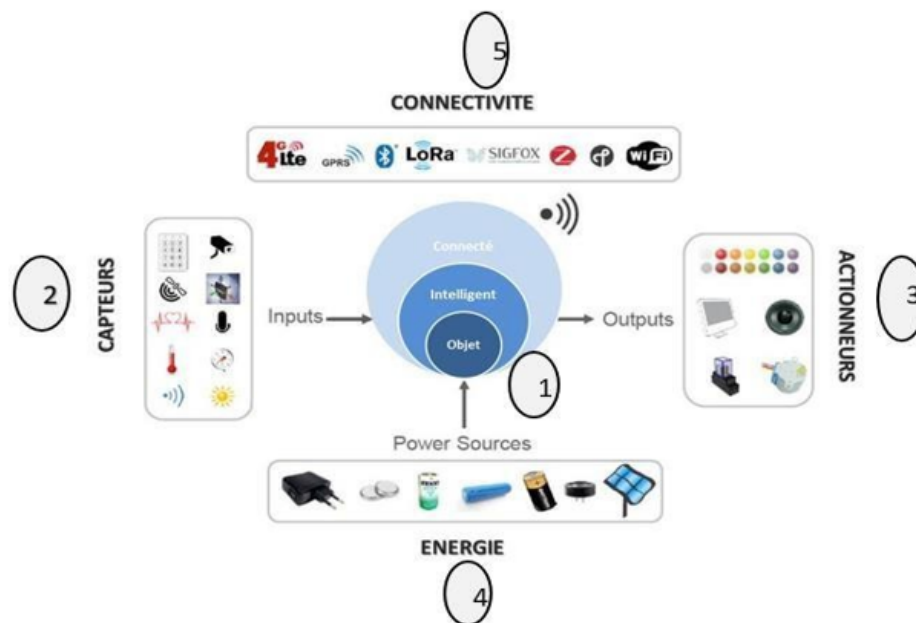 5
CONNECTIVITE
4G lte GPRS LoRa SIGFOX WiFi
Connecté
2
CAPTEURS
Inputs
Intelligent
Outputs
ACTIONNEURS
3
Objet
1
Power Sources
ENERGIE
4